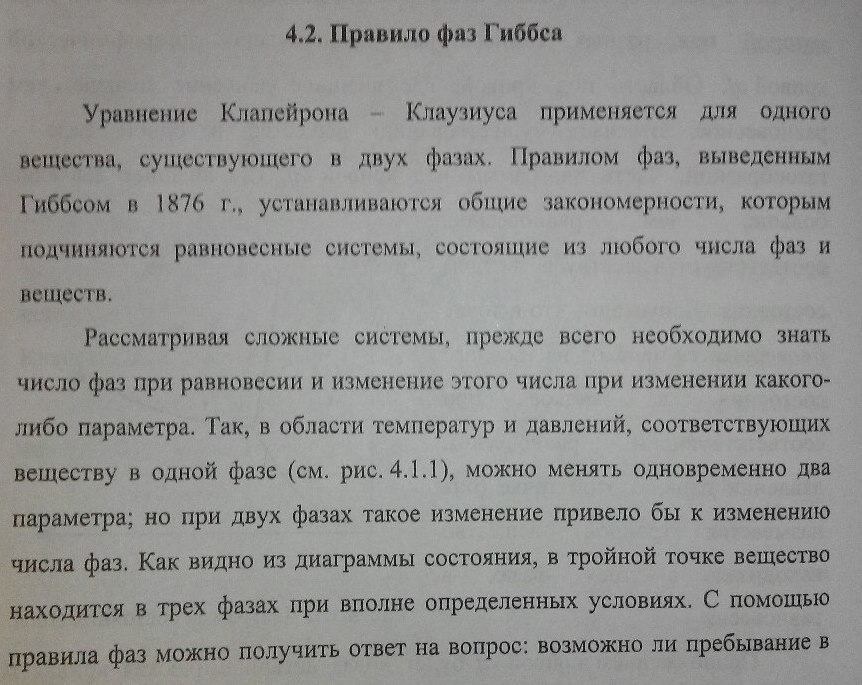 4.2. Правило фаз Гиббса
Уравнение Клапейрона – Клаузиуса применяется для одного
вещества, существующего в двух фазах. Правилом фаз, выведенным
Гиббсом в 1876 г., устанавливаются общие закономерности, которым
подчиняются равновесные системы, состоящие из любого числа фаз и
веществ.
Рассматривая сложные системы, прежде всего необходимо знать
число фаз при равновесии и изменение этого числа при изменении какого-
либо параметра. Так, в области температур и давлений, соответствующих
веществу в одной фазе (см. рис. 4.1.1), можно менять одновременно два
параметра; но при двух фазах такое изменение привело бы к изменению
числа фаз. Как видно из диаграммы состояния, в тройной точке вещество
находится в трех фазах при вполне определенных условиях. С помощью
правила фаз можно получить ответ на вопрос: возможно ли пребывание в